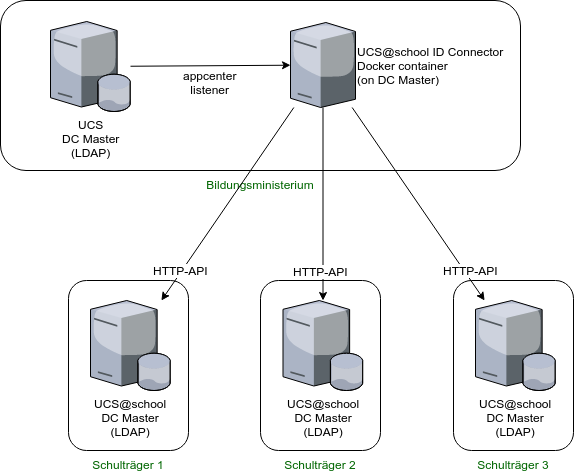 UCS@school ID Connector
Docker container
(on DC Master)
appcenter
listener
UCS
DC Master
(LDAP)
Bildungsministerium
HTTP-API
HTTP-API
HTTP-API
UCS@school
DC Master
(LDAP)
UCS@school
DC Master
(LDAP)
UCS@school
DC Master
(LDAP)
Schulträger 1
Schulträger 2
Schulträger 3